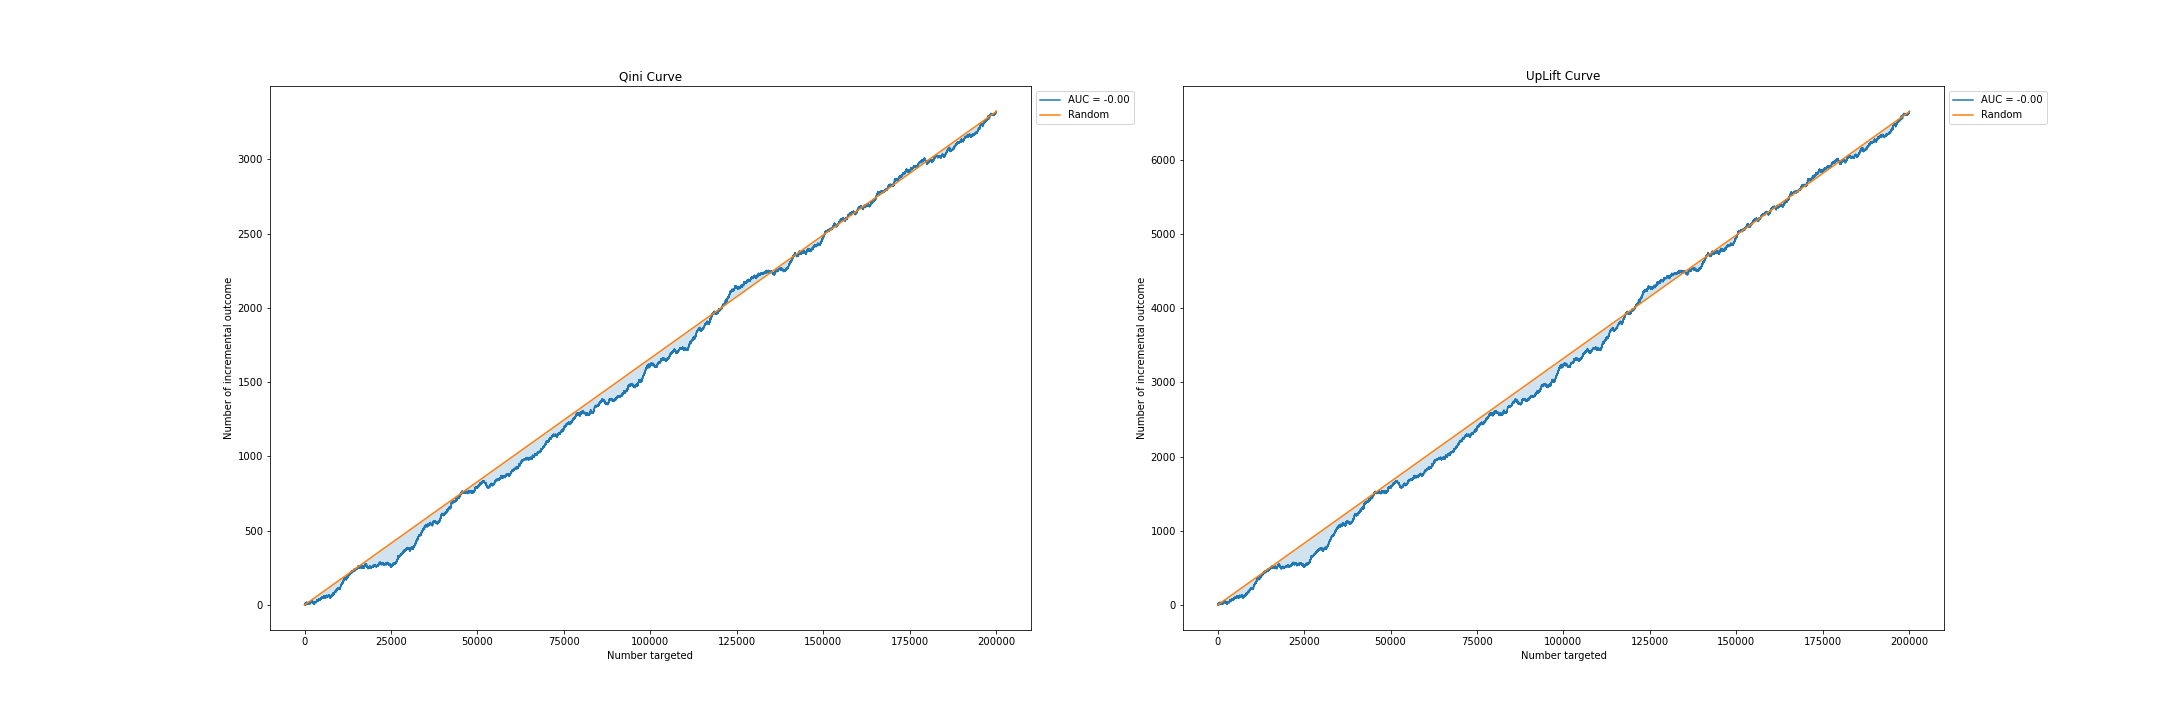 Qini Curve
AUC = -0.00
Random
Number of incremental outcome
3000
2500
2000
1500
1000
500
0
0 25000 50000 75000 100000 125000 150000 175000 200000
Number targeted
UpLift Curve
AUC = -0.00
Random
Number of incremental outcome
6000
5000
4000
3000
2000
1000
0
0 25000 50000 75000 100000 125000 150000 175000 200000
Number targeted